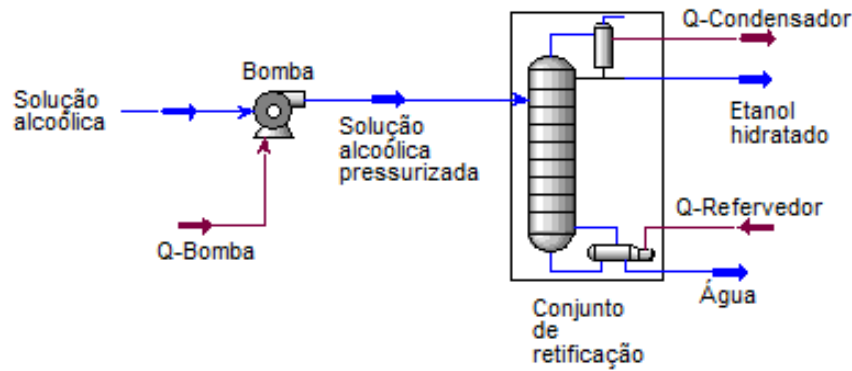 Q-Condensador
Bomba
Solução
alcoólica
Solução
alcoólica
pressurizada
Etanol
hidratado
Q-Bomba
Q-Refervedor
Água
Conjunto
de
retificação